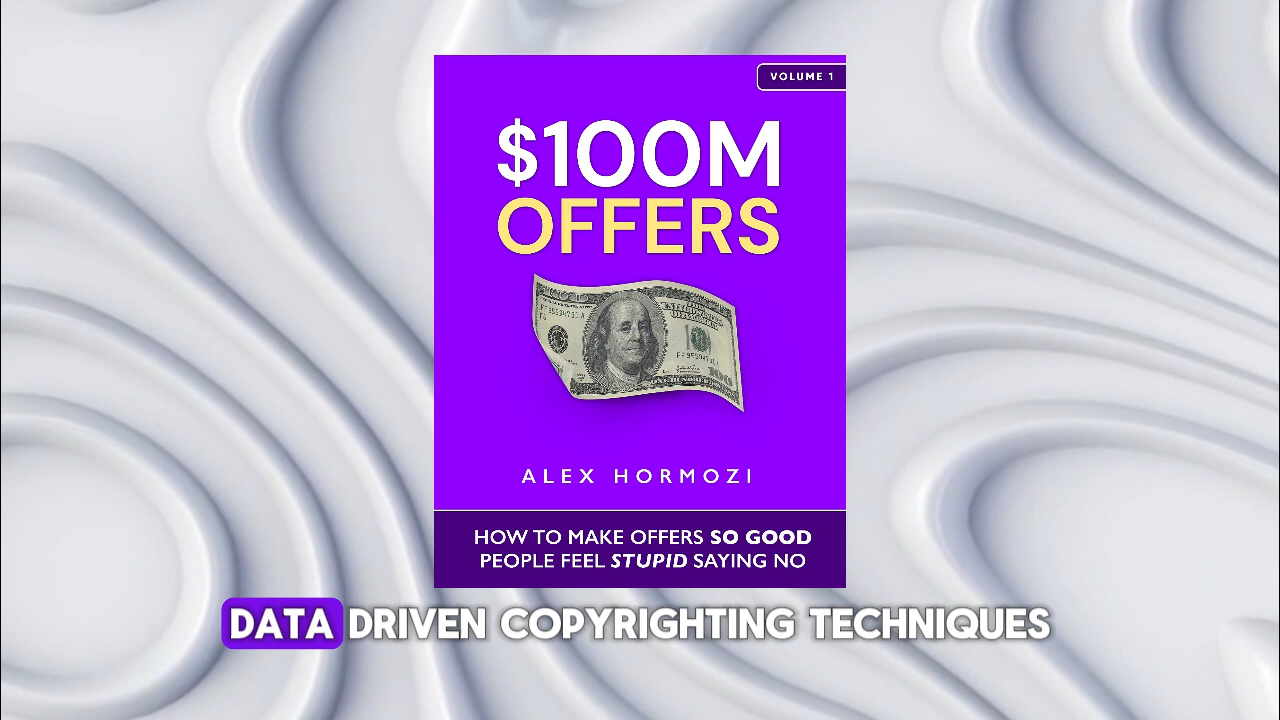 VOLUME 1
$100M
OFFERS
ALEX HORMOZI
HOW TO MAKE OFFERS SO GOOD
PEOPLE FEEL STUPID SAYING NO
DATA DRIVEN COPYRIGHTING TECHNIQUES